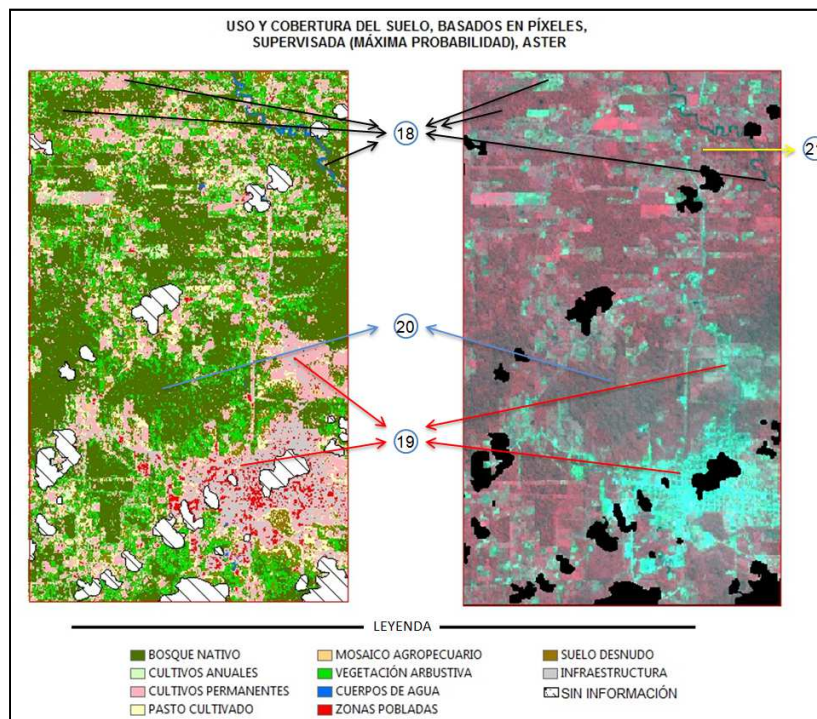 USO Y COBERTURA DEL SUELO, BASADOS EN PÍXELES,
SUPERVISADA (MÁXIMA PROBABILIDAD), ASTER
18
21
20
19
LEYENDA
BOSQUE NATIVO
CULTIVOS ANUALES
CULTIVOS PERMANENTES
PASTO CULTIVADO
MOSAICO AGROPECUARIO
VEGETACIÓN ARBUSTIVA
CUERPOS DE AGUA
ZONAS POBLADAS
SUELO DESNUDO
INFRAESTRUCTURA
SIN INFORMACIÓN